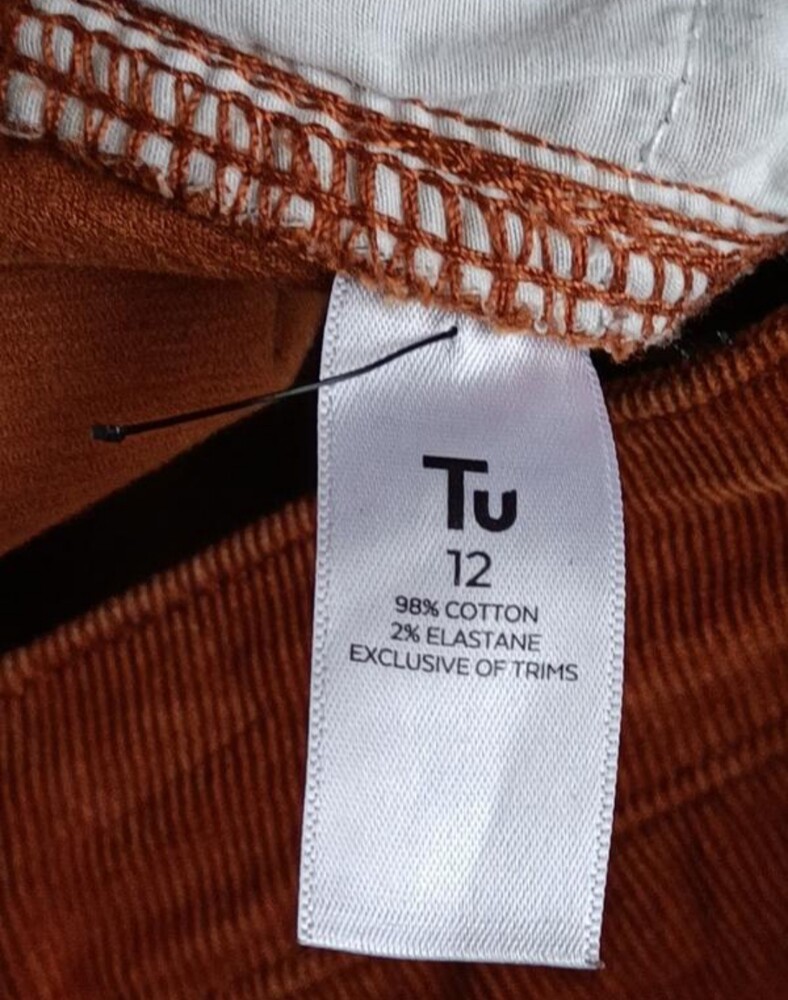 Tu
12
98% COTTON
2% ELASTANE
EXCLUSIVE OF TRIMS